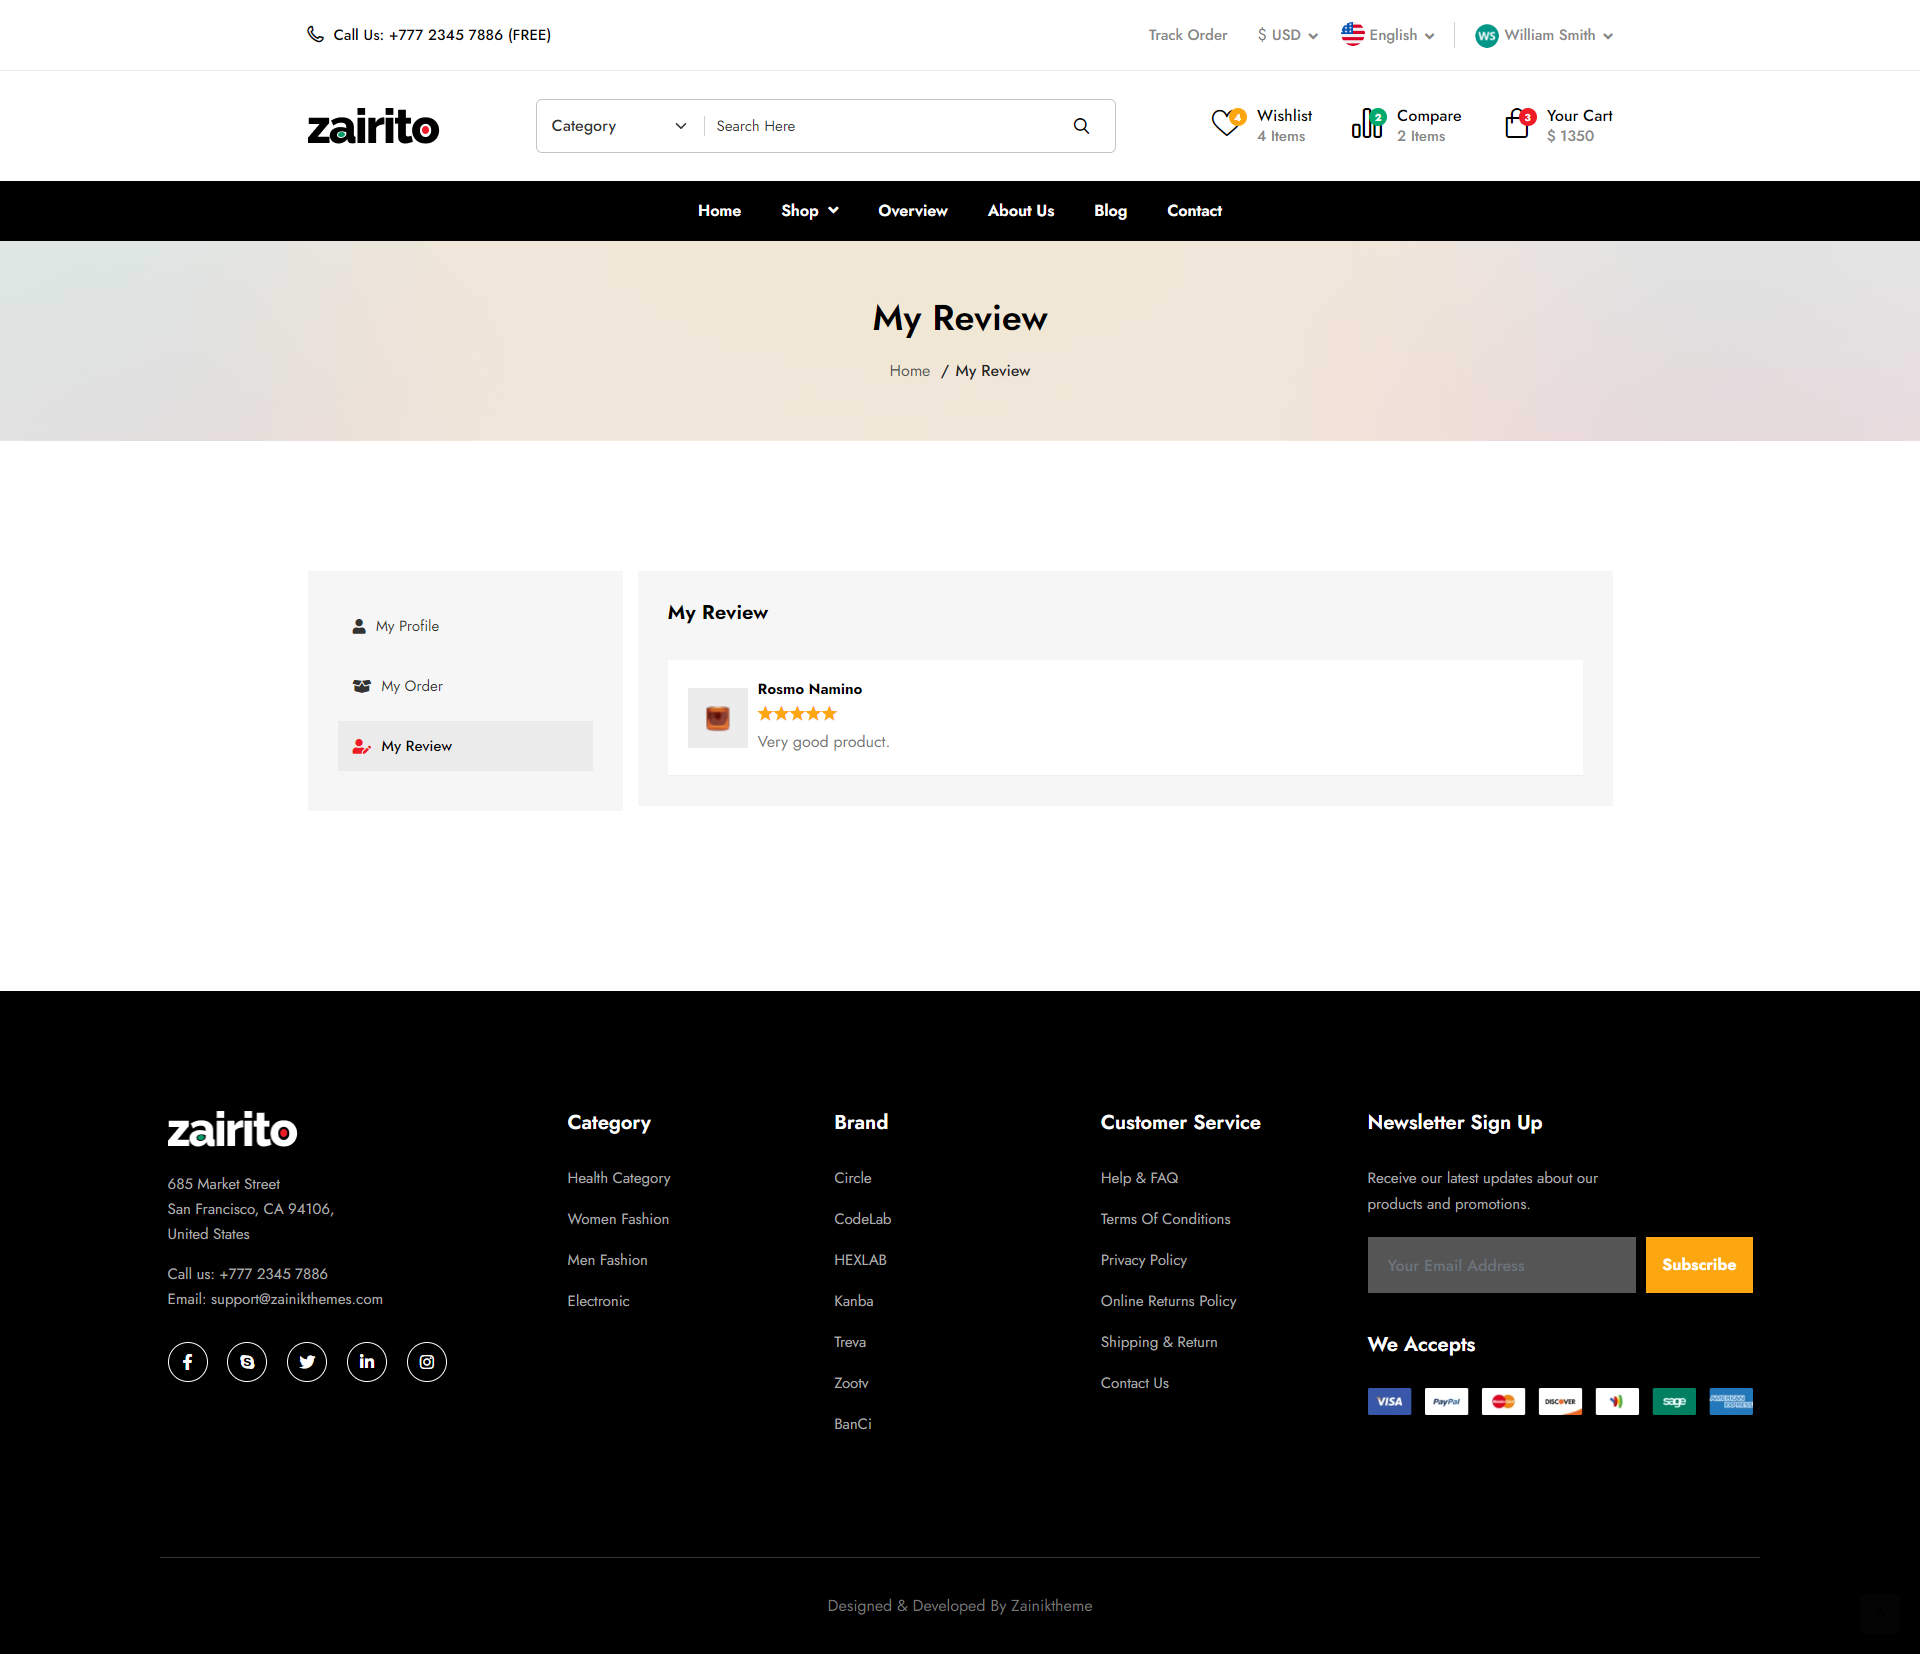 Call Us: +777 2345 7886 (FREE)
Track Order
$ USD
English
WS
William Smith
zairito
Category
Search Here
4
Wishlist
4 Items
2
Compare
2 Items
3
Your Cart
$ 1350
Home
Shop
Overview
About Us
Blog
Contact
My Review
Home / My Review
My Profile
My Order
My Review
My Review
Rosmo Namino
Very good product.
zairito
685 Market Street
San Francisco, CA 94106,
United States
Call us: +777 2345 7886
Email: support@zainikthemes.com
Category
Health Category
Women Fashion
Men Fashion
Electronic
Brand
Circle
CodeLab
HEXLAB
Kanba
Treva
Zootv
BanCi
Customer Service
Help & FAQ
Terms Of Conditions
Privacy Policy
Online Returns Policy
Shipping & Return
Contact Us
Newsletter Sign Up
Receive our latest updates about our
products and promotions.
Your Email Address
Subscribe
We Accepts
VISA
PayPal
DISCOVER
sage
AMERICAN
EXPRESS
Designed & Developed By Zainiktheme